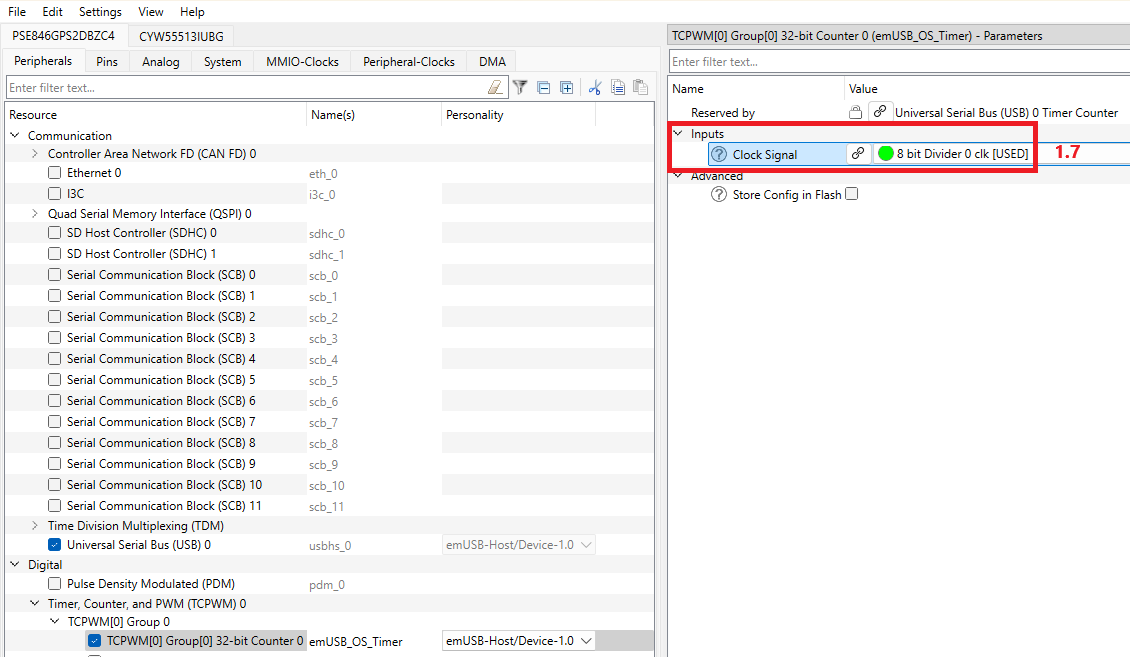 File Edit Settings View Help
PSE846GPS2DBZC4 CYW55513IUBG
Peripherals Pins Analog System MMIO-Clocks Peripheral-Clocks DMA
Enter filter text...
Resource Name(s) Personality
Communication
Controller Area Network FD (CAN FD) 0
Ethernet 0 eth_0
I3C i3c_0
Quad Serial Memory Interface (QSPI) 0
SD Host Controller (SDHC) 0 sdhc_0
SD Host Controller (SDHC) 1 sdhc_1
Serial Communication Block (SCB) 0 scb_0
Serial Communication Block (SCB) 1 scb_1
Serial Communication Block (SCB) 2 scb_2
Serial Communication Block (SCB) 3 scb_3
Serial Communication Block (SCB) 4 scb_4
Serial Communication Block (SCB) 5 scb_5
Serial Communication Block (SCB) 6 scb_6
Serial Communication Block (SCB) 7 scb_7
Serial Communication Block (SCB) 8 scb_8
Serial Communication Block (SCB) 9 scb_9
Serial Communication Block (SCB) 10 scb_10
Serial Communication Block (SCB) 11 scb_11
Time Division Multiplexing (TDM)
Universal Serial Bus (USB) 0 usbhs_0 emUSB-Host/Device-1.0
Digital
Pulse Density Modulated (PDM) pdm_0
Timer, Counter, and PWM (TCPWM) 0
TCPWM[0] Group 0
TCPWM[0] Group[0] 32-bit Counter 0 emUSB_OS_Timer emUSB-Host/Device-1.0
TCPWM[0] Group[0] 32-bit Counter 0 (emUSB_OS_Timer) - Parameters
Enter filter text...
Name Value
Reserved by Universal Serial Bus (USB) 0 Timer Counter
Inputs
? Clock Signal 8 bit Divider 0 clk [USED] 1.7
Advanced
? Store Config in Flash